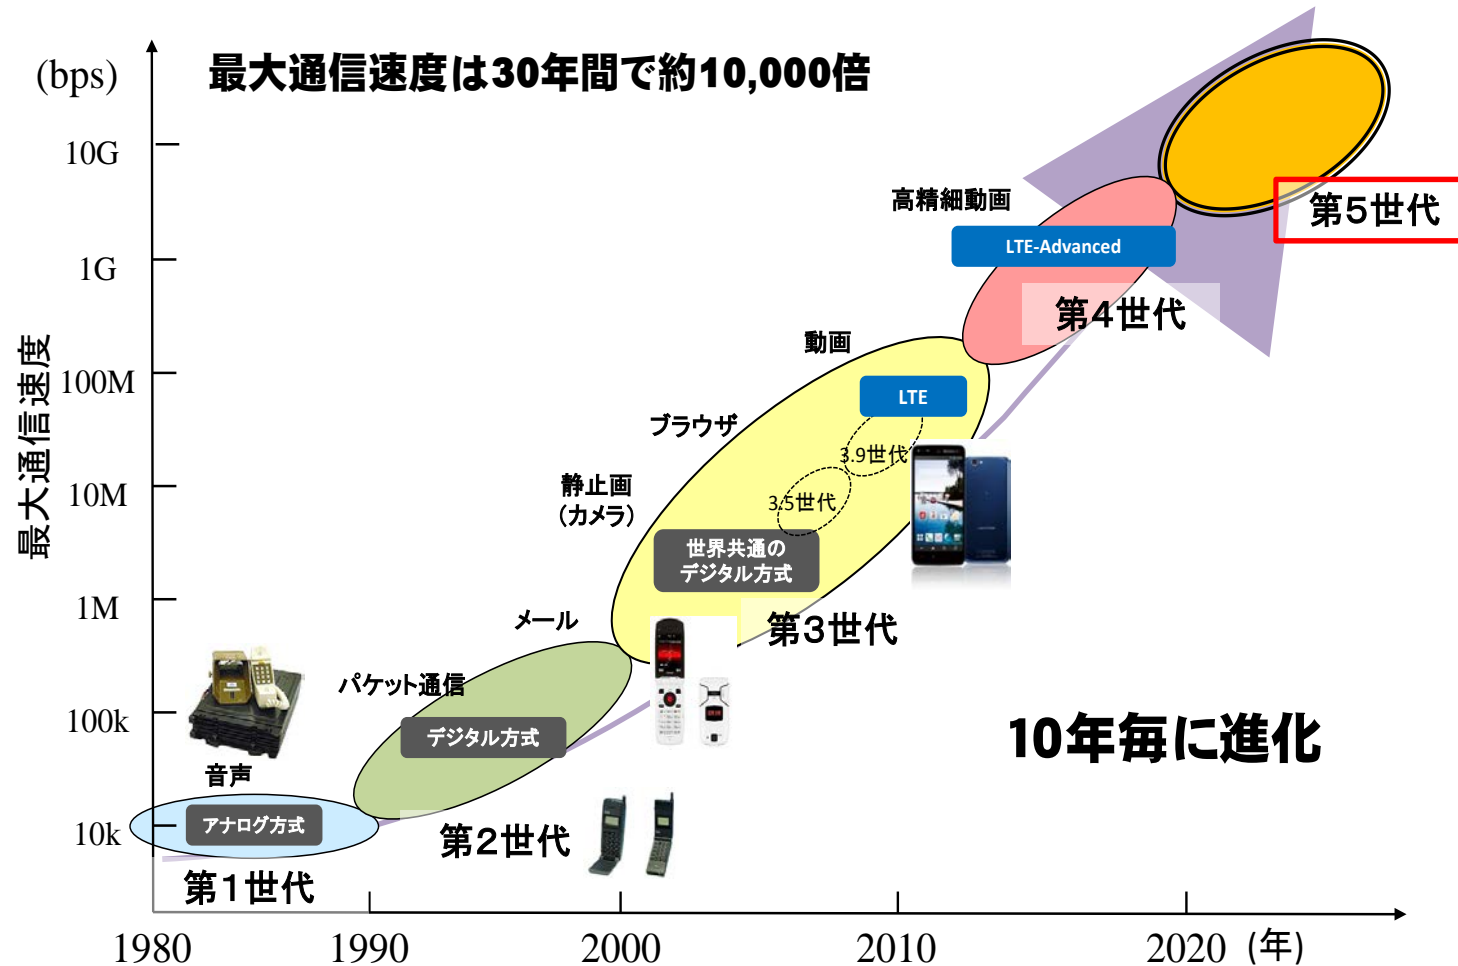 (bps)
最大通信速度は30年間で約10,000倍
10G
高精細動画
第5世代
LTE-Advanced
1G
第4世代
動画
最大通信速度
100M
LTE
ブラウザ
3.9世代
静止画
（カメラ）
10M
3.5世代
世界共通の
デジタル方式
1M
メール
第3世代
パケット通信
100k
デジタル方式
10年毎に進化
音声
10k
アナログ方式
第2世代
第1世代
1980
1990
2000
2010
2020
(年)